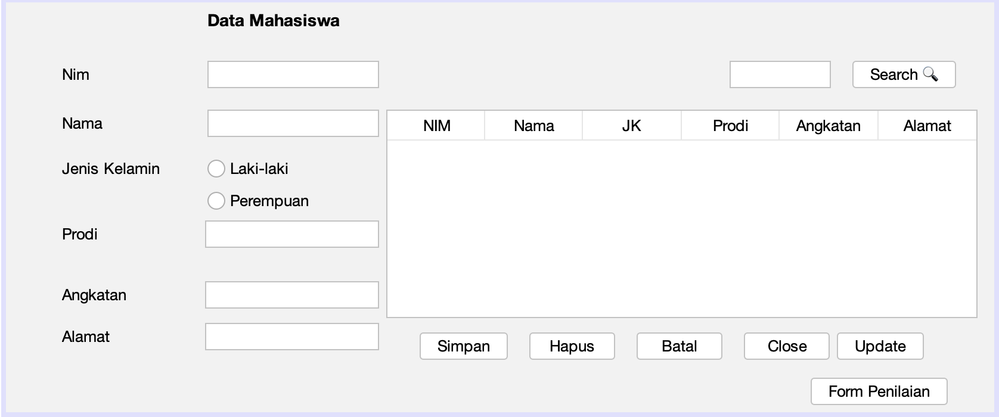 Data Mahasiswa
Nim
Search
Nama
NIM Nama JK Prodi Angkatan Alamat
Jenis Kelamin Laki-laki
Perempuan
Prodi
Angkatan
Alamat
Simpan Hapus Batal Close Update
Form Penilaian